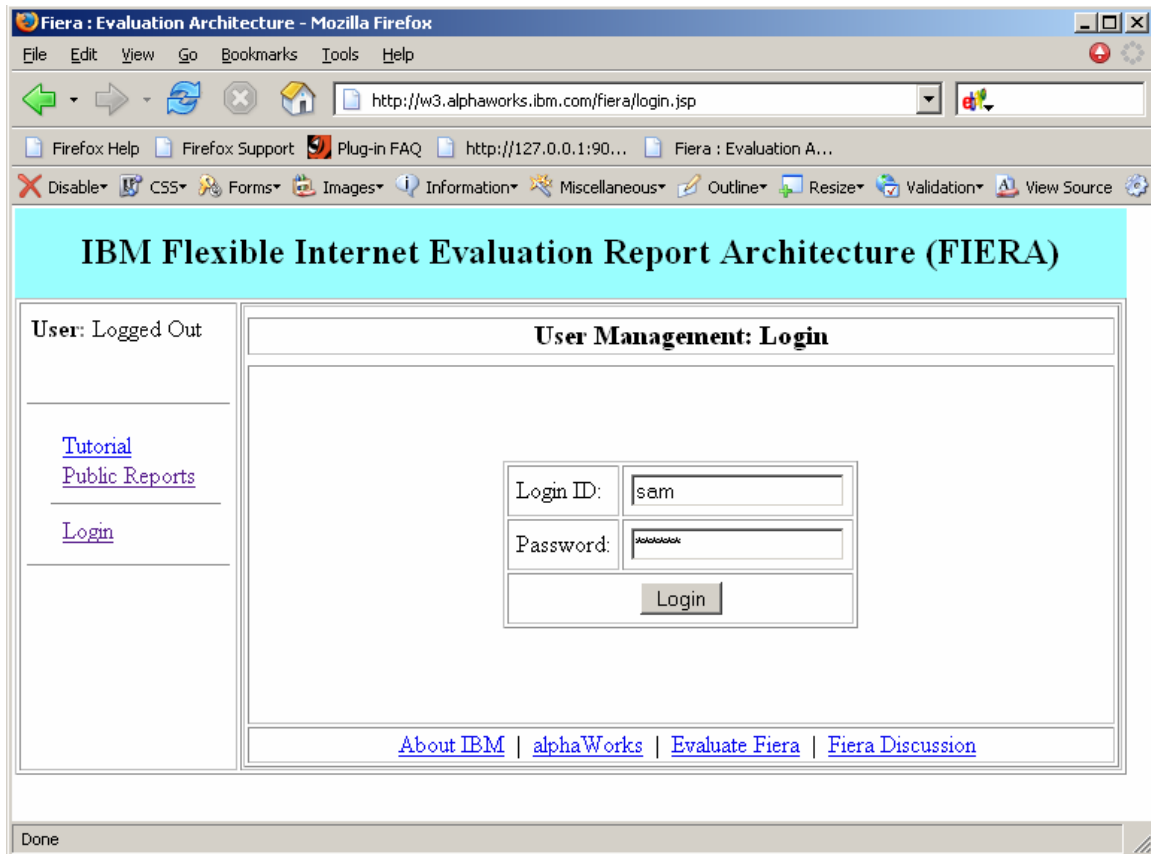 Fiera : Evaluation Architecture - Mozilla Firefox
File Edit View Go Bookmarks Tools Help
http://w3.alphaworks.ibm.com/fiera/login.jsp
Firefox Help Firefox Support Plug-in FAQ http://127.0.0.1:90... Fiera : Evaluation A...
Disable CSS Forms Images Information Miscellaneous Outline Resize Validation View Source
IBM Flexible Internet Evaluation Report Architecture (FIERA)
User: Logged Out
Tutorial
Public Reports
Login
User Management: Login
Login ID: sam
Password: *******
Login
About IBM | alphaWorks | Evaluate Fiera | Fiera Discussion
Done